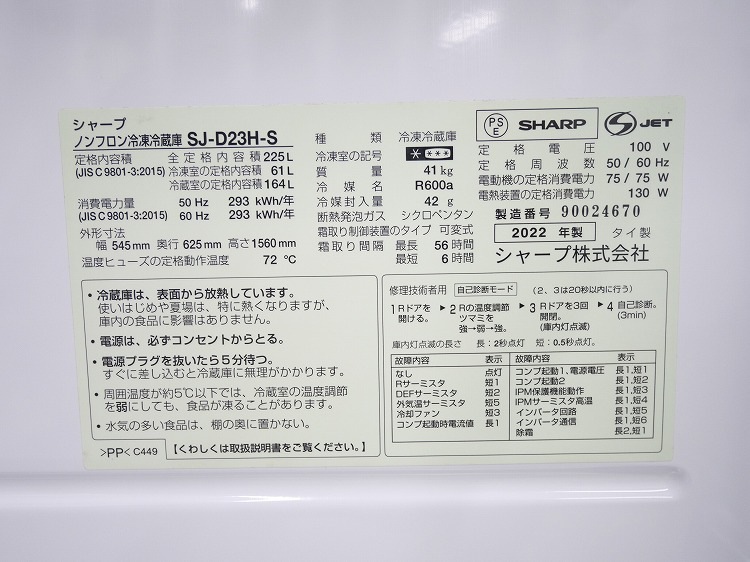 シャープ
ノンフロン冷凍冷蔵庫 SJ-D23H-S
定格内容積 全定格内容積 225L
(JIS C 9801-3:2015) 冷凍室の定格内容積 61L
冷蔵室の定格内容積 164L
消費電力量 50 Hz 293 kWh/年
(JIS C 9801-3:2015) 60 Hz 293 kWh/年
外形寸法
幅 545mm 奥行 625mm 高さ1560mm
温度ヒューズの定格動作温度 72 ℃
種類 冷凍冷蔵庫
冷凍室の記号 * ***
質量 41 kg
冷媒名 R600a
冷媒封入量 42 g
断熱発泡ガス シクロペンタン
霜取り制御装置のタイプ 可変式
霜取り間隔 最長 56時間
最短 6時間
PSE SHARP S JET
定格電圧 100 V
定格周波数 50/60 Hz
電動機の定格消費電力 75/75 W
電熱装置の定格消費電力 130 W
製造番号 90024670
2022 年製 タイ製
シャープ株式会社
・冷蔵庫は、表面から放熱しています。
使いはじめや夏場は、特に熱くなりますが、
庫内の食品に影響はありません。
・電源は、必ずコンセントからとる。
・電源プラグを抜いたら5分待つ。
すぐに差し込むと冷蔵庫に無理がかかります。
・周囲温度が約5℃以下では、冷蔵室の温度調節
を弱にしても、食品が凍ることがあります。
・水気の多い食品は、棚の奥に置かない。
>PP< C449 【くわしくは取扱説明書をご覧ください。】
修理技術者用 自己診断モード (2、3は20秒以内に行う)
1 Rドアを開ける。 ▶ 2 Rの温度調節ツマミを強→弱→強。 ▶ 3 Rドアを3回開閉。(庫内灯点滅) ▶ 4 自己診断。(3min)
庫内灯点滅の長さ 長：2秒点灯 短：0.5秒点灯。
故障内容 表示
なし 点灯
Rサーミスタ 短1
DEFサーミスタ 短2
外気温サーミスタ 短5
冷却ファン 短3
コンプ起動時電流値 長1
故障内容 表示
コンプ起動1、電源電圧 長1,短1
コンプ起動2 長1,短2
IPM保護機能動作 長1,短3
IPMサーミスタ高温 長1,短4
インバータ回路 長1,短5
インバータ通信 長1,短6
除霜 長2,短1